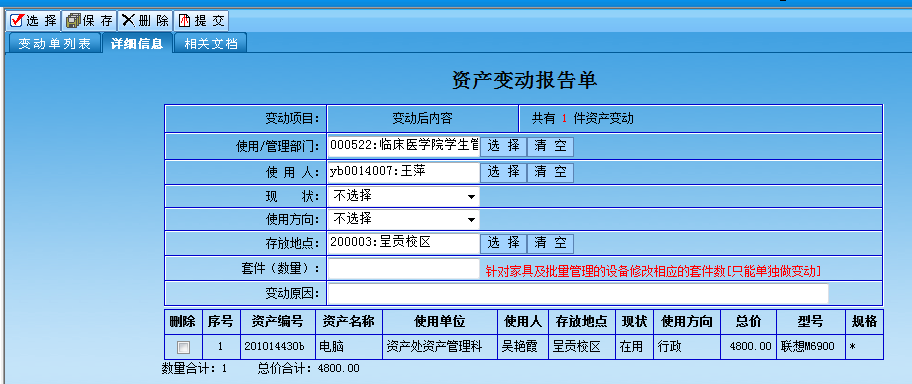 选 择 保 存 删 除 提 交
变动单列表 详细信息 相关文档
资产变动报告单
变动项目: 变动后内容 共有 1 件资产变动
使用/管理部门: 000522:临床医学院学生管 选 择 清 空
使 用 人: yb0014007:王萍 选 择 清 空
现 状: 不选择
使用方向: 不选择
存放地点: 200003:呈贡校区 选 择 清 空
套件（数量）: 针对家具及批量管理的设备修改相应的套件数[只能单独做变动]
变动原因:
删除 序号 资产编号 资产名称 使用单位 使用人 存放地点 现状 使用方向 总价 型号 规格
1 201014430b 电脑 资产处资产管理科 吴艳霞 呈贡校区 在用 行政 4800.00 联想M6900 *
数量合计: 1 总价合计: 4800.00